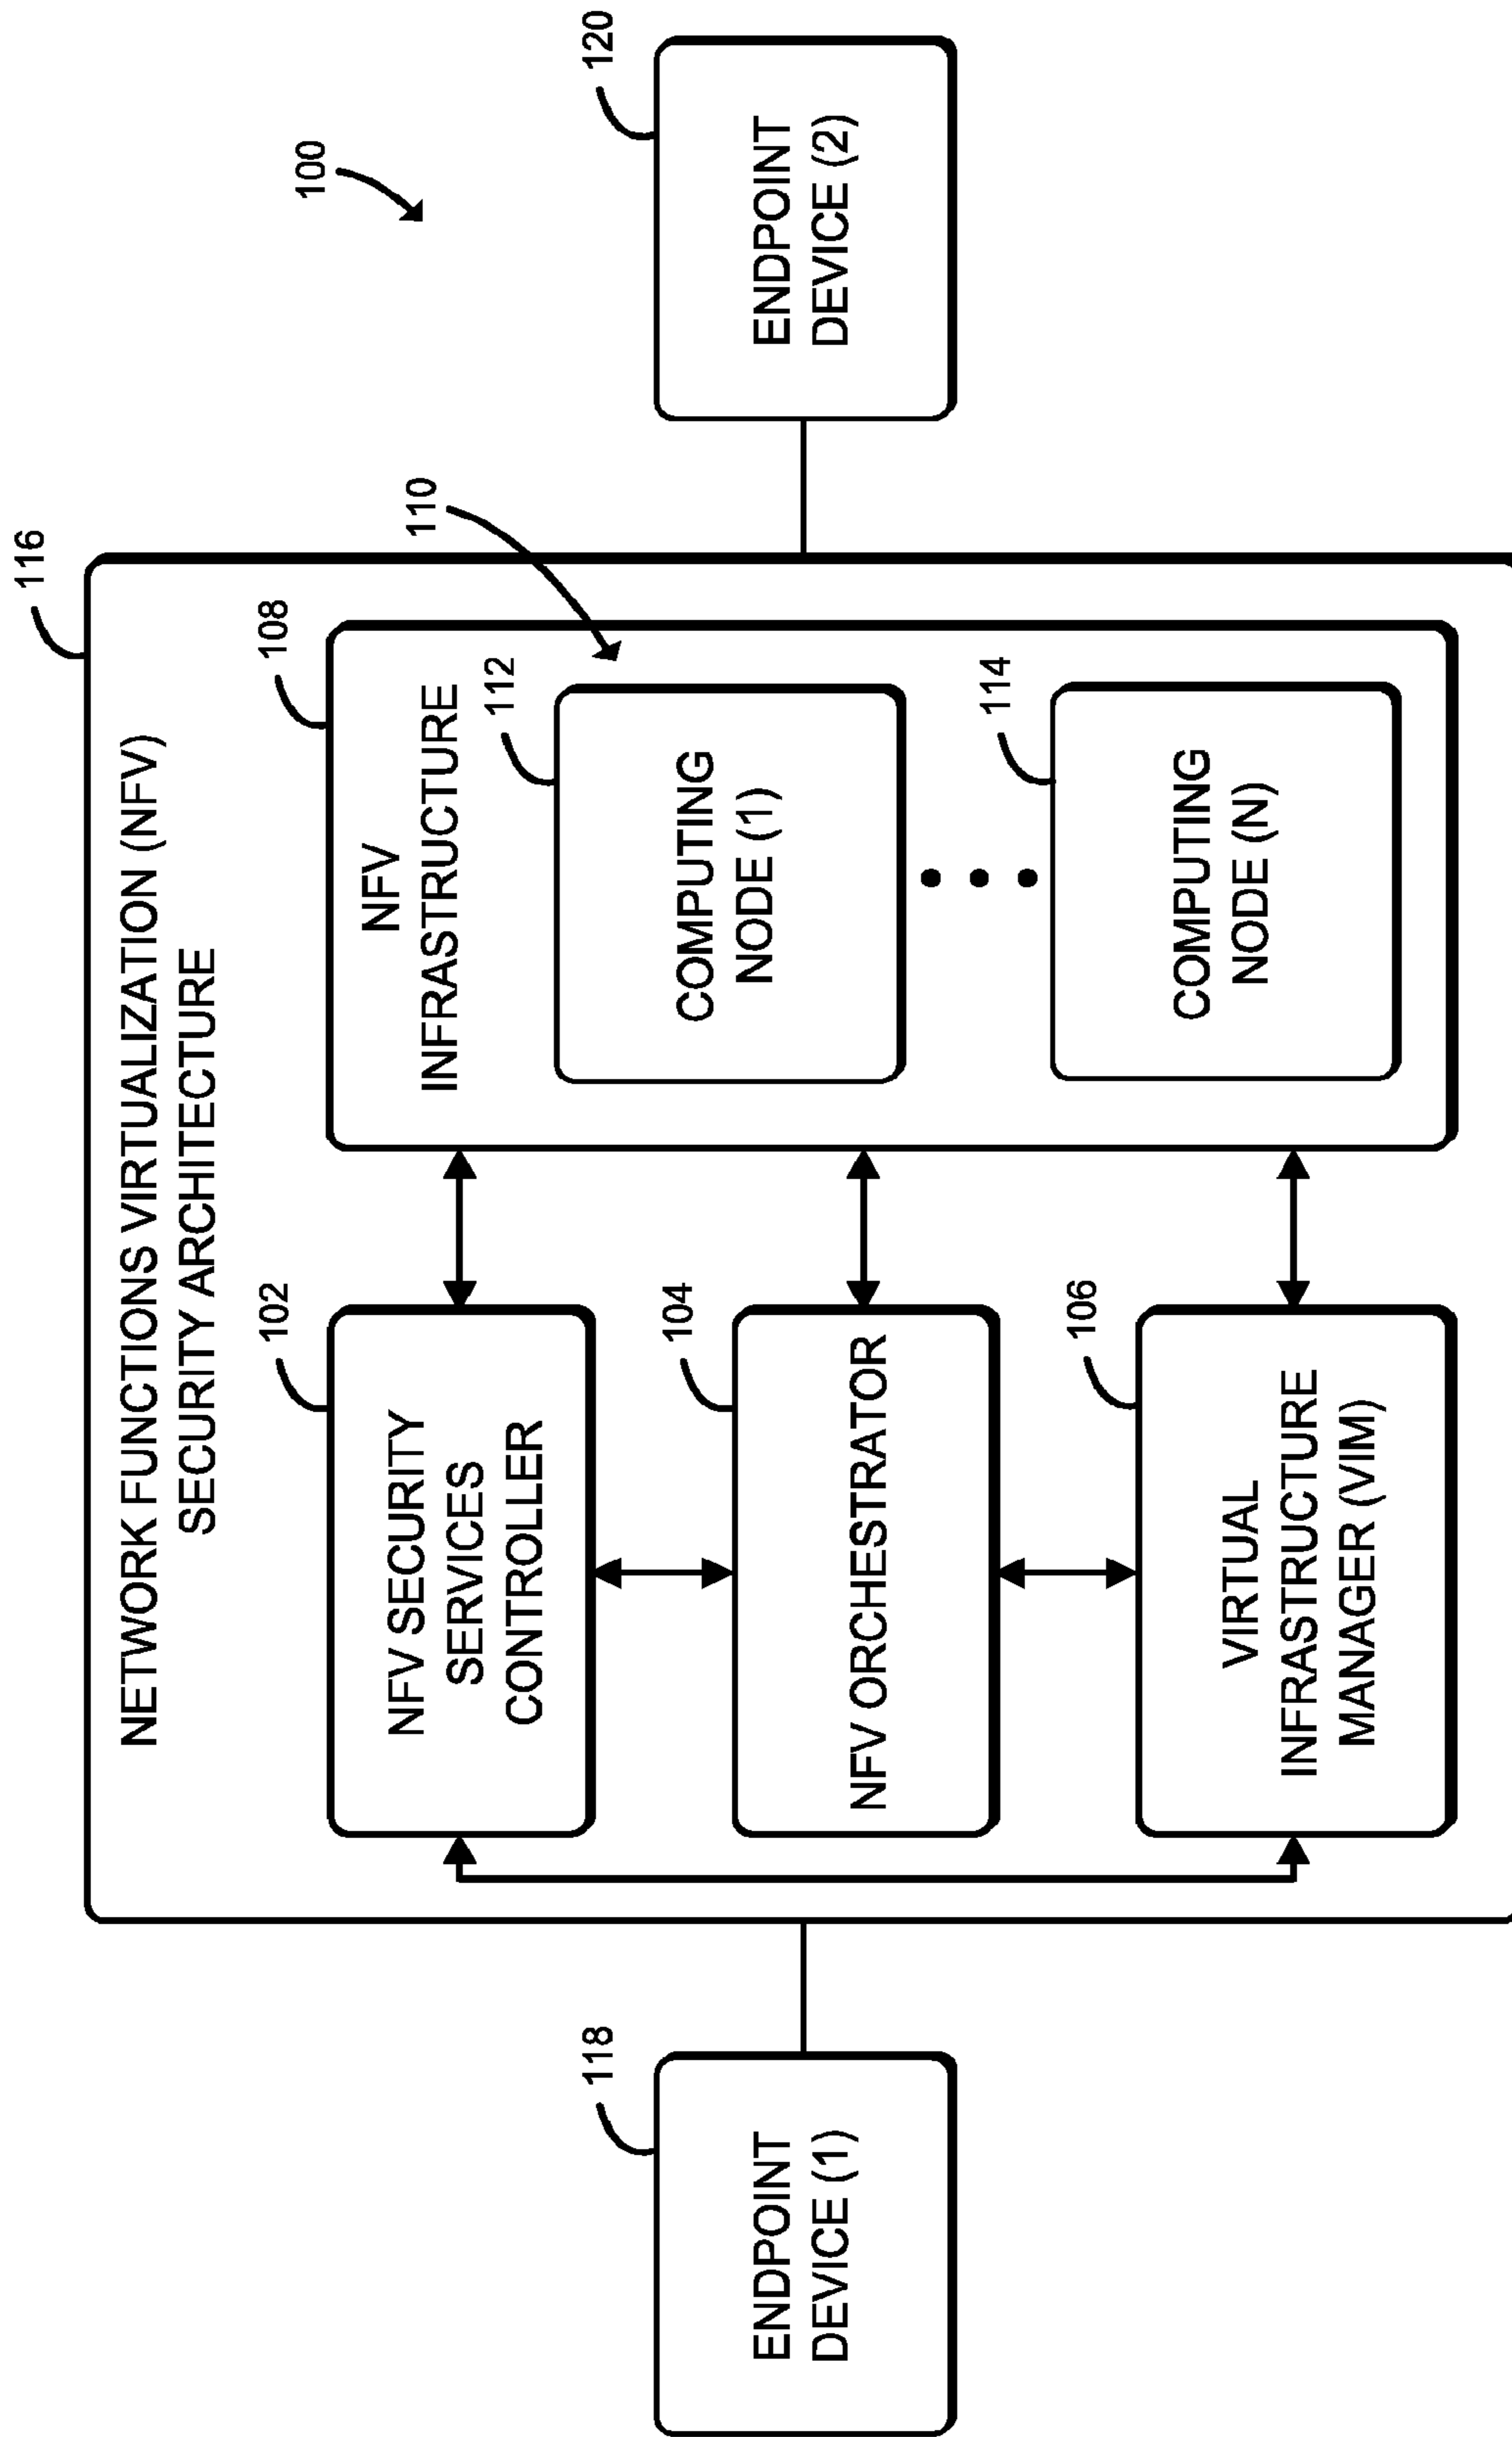 100
116
NETWORK FUNCTIONS VIRTUALIZATION (NFV)
SECURITY ARCHITECTURE
102
NFV SECURITY
SERVICES
CONTROLLER
108
NFV
INFRASTRUCTURE
110
112
COMPUTING
NODE (1)
104
NFV ORCHESTRATOR
114
COMPUTING
NODE (N)
106
VIRTUAL
INFRASTRUCTURE
MANAGER (VIM)
118
ENDPOINT
DEVICE (1)
120
ENDPOINT
DEVICE (2)